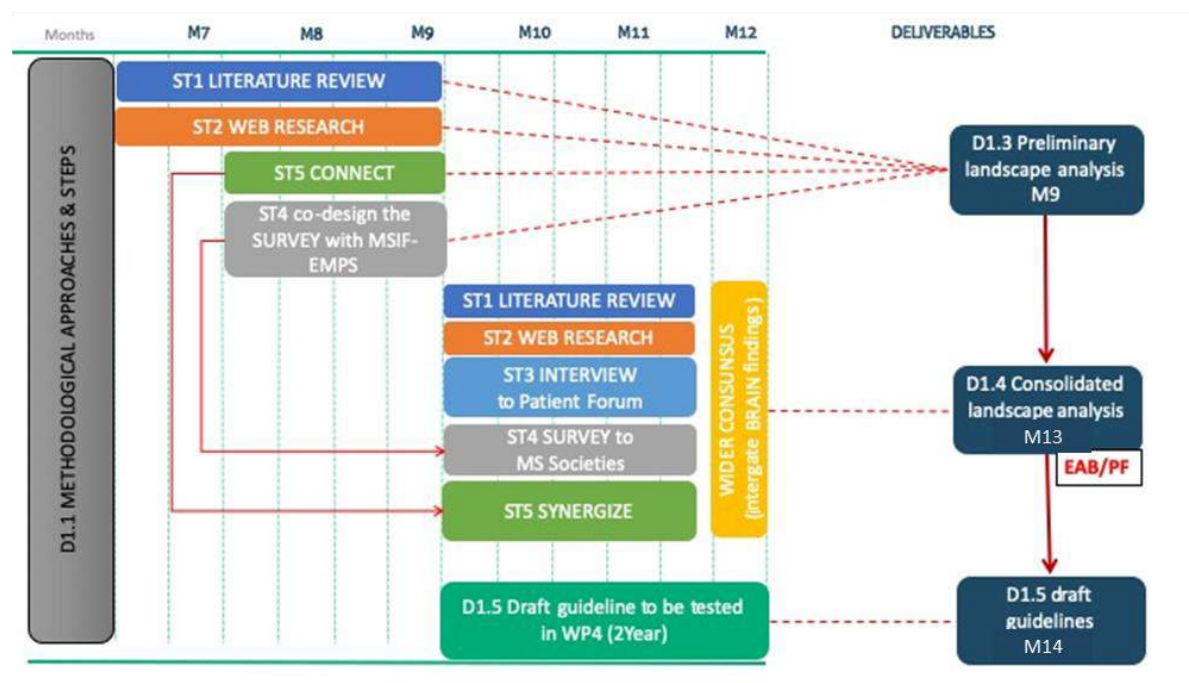 Months M7 M8 M9 M10 M11 M12 DELIVERABLES
D1.1 METHODOLOGICAL APPROACHES & STEPS
ST1 LITERATURE REVIEW
ST2 WEB RESEARCH
ST5 CONNECT
ST4 co-design the
SURVEY with MSIF-
EMPS
ST1 LITERATURE REVIEW
ST2 WEB RESEARCH
ST3 INTERVIEW
to Patient Forum
ST4 SURVEY to
MS Societies
ST5 SYNERGIZE
WIDER CONSUNSUS
(intergate BRAIN findings)
D1.5 Draft guideline to be tested
in WP4 (2Year)
D1.3 Preliminary
landscape analysis
M9
D1.4 Consolidated
landscape analysis
M13
EAB/PF
D1.5 draft
guidelines
M14